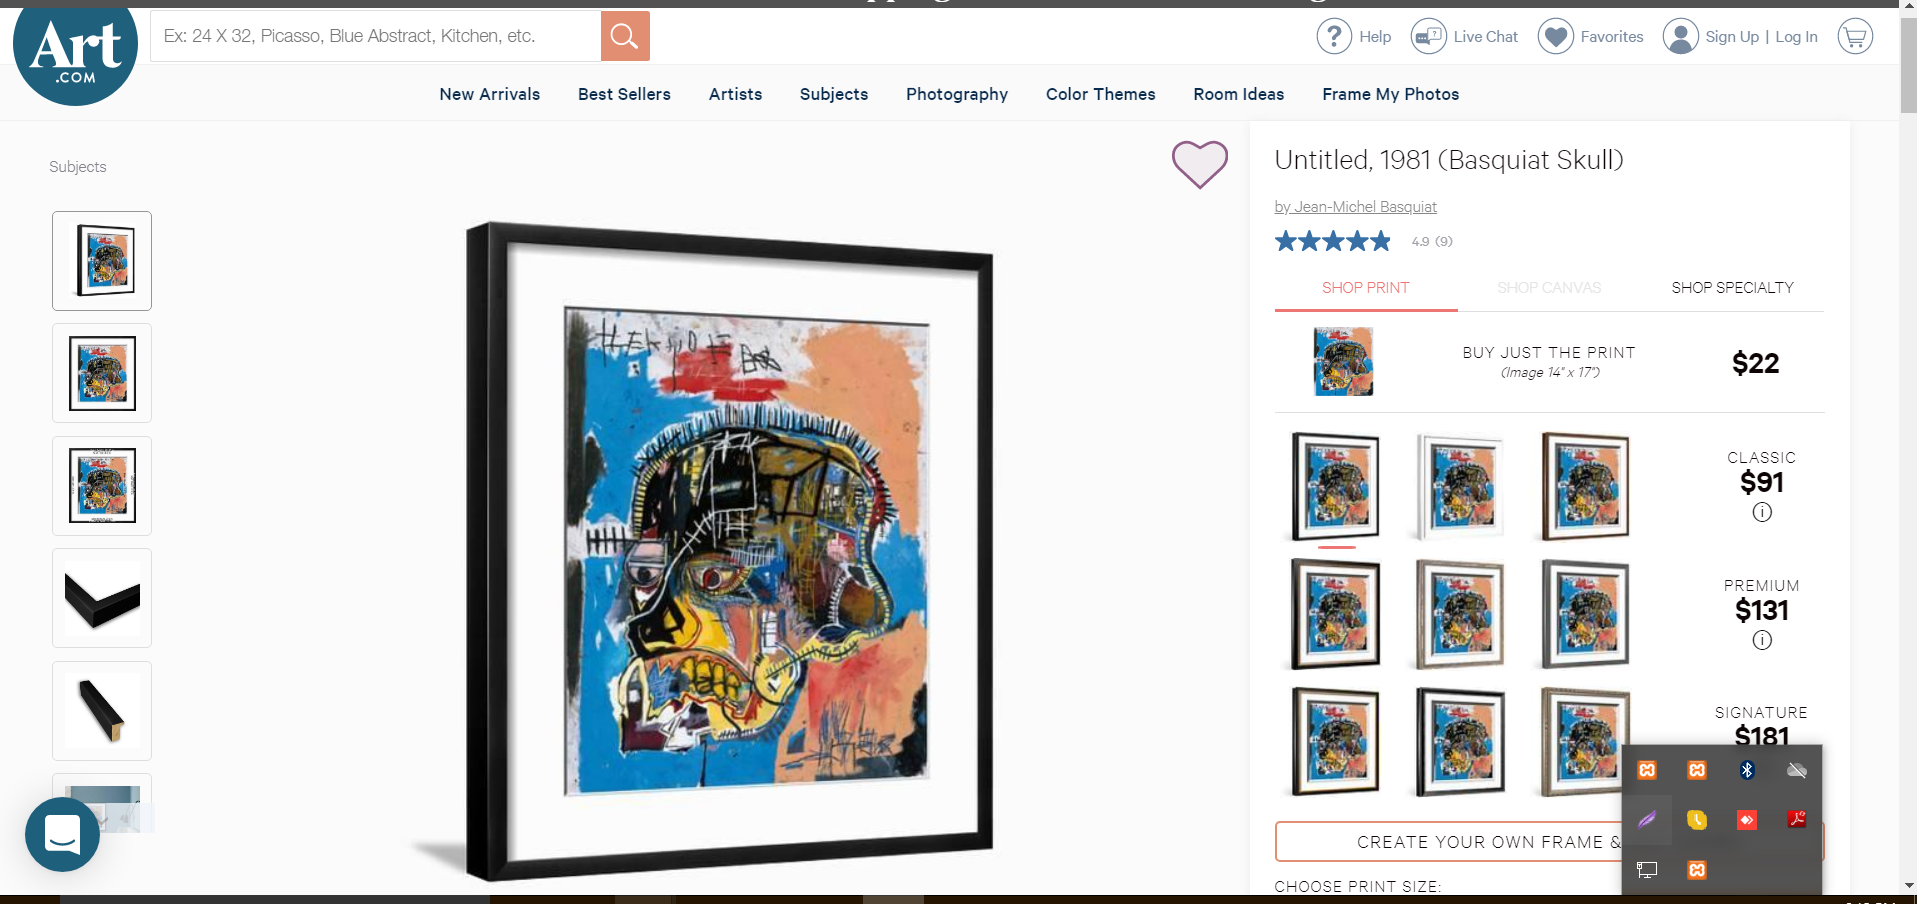 Art
.COM
Ex: 24 X 32, Picasso, Blue Abstract, Kitchen, etc.
Help
Live Chat
Favorites
Sign Up | Log In
New Arrivals
Best Sellers
Artists
Subjects
Photography
Color Themes
Room Ideas
Frame My Photos
Subjects
Untitled, 1981 (Basquiat Skull)
by Jean-Michel Basquiat
4.9 (9)
SHOP PRINT
SHOP CANVAS
SHOP SPECIALTY
BUY JUST THE PRINT
(Image 14" x 17")
$22
CLASSIC
$91
PREMIUM
$131
SIGNATURE
$181
CREATE YOUR OWN FRAME &
CHOOSE PRINT SIZE: